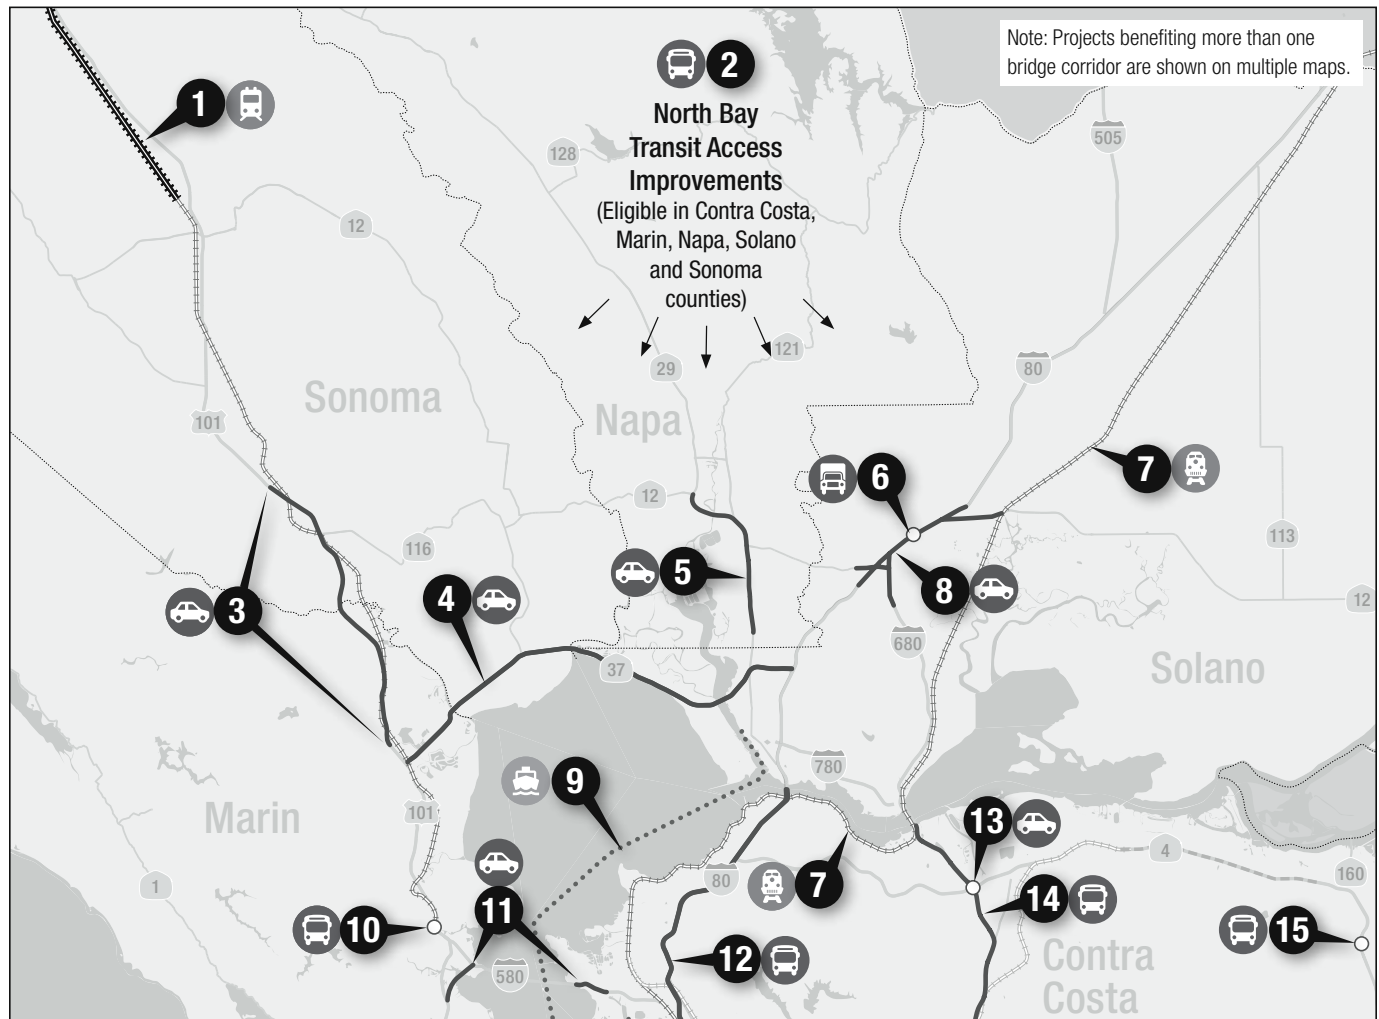 Note: Projects benefiting more than one
bridge corridor are shown on multiple maps.
2
North Bay
Transit Access
Improvements
(Eligible in Contra Costa,
Marin, Napa, Solano
and Sonoma
counties)
1
128
505
12
121
29
80
Sonoma
Napa
101
7
6
12
116
113
5
8
4
3
12
680
37
Solano
780
9
Marin
101
13
4
160
80
7
1
14
11
10
15
12
580
Contra
Costa